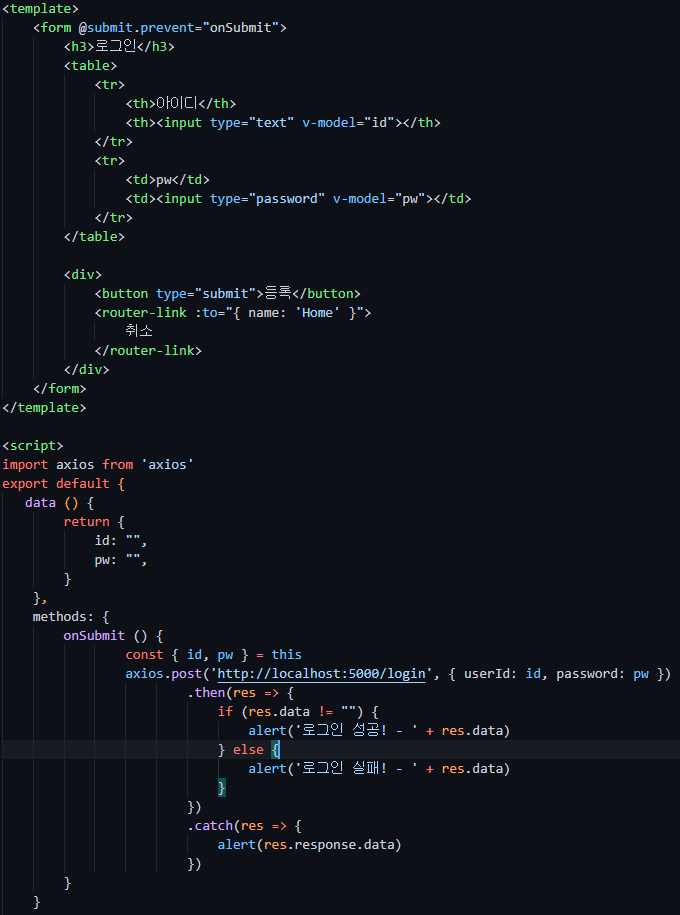 <template>
    <form @submit.prevent="onSubmit">
        <h3>로그인</h3>
        <table>
            <tr>
                <th>아이디</th>
                <th><input type="text" v-model="id"></th>
            </tr>
            <tr>
                <td>pw</td>
                <td><input type="password" v-model="pw"></td>
            </tr>
        </table>

        <div>
            <button type="submit">등록</button>
            <router-link :to="{ name: 'Home' }">
                취소
            </router-link>
        </div>
    </form>
</template>

<script>
import axios from 'axios'
export default {
   data () {
        return {
            id: "",
            pw: "",
        }
    },
    methods: {
        onSubmit () {
                const { id, pw } = this
                axios.post('http://localhost:5000/login', { userId: id, password: pw })
                        .then(res => {
                            if (res.data != "") {
                                alert('로그인 성공! - ' + res.data)
                            } else {
                                alert('로그인 실패! - ' + res.data)
                            }
                        })
                        .catch(res => {
                            alert(res.response.data)
                        })
        }
    }